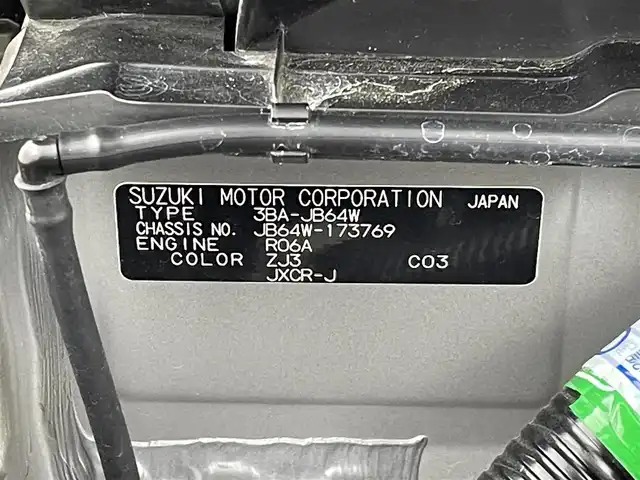 SUZUKI MOTOR CORPORATION JAPAN
TYPE 3BA-JB64W
CHASSIS NO. JB64W-173769
ENGINE R06A
COLOR ZJ3 C03
JXCR-J